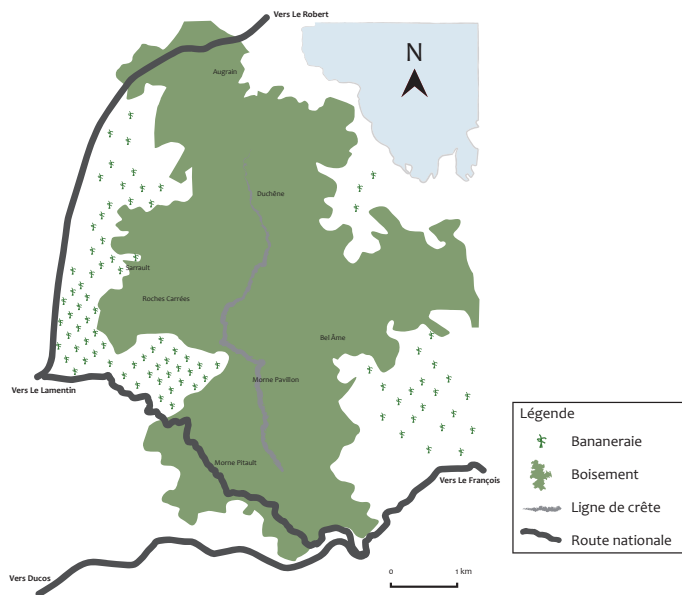 Vers Le Robert
N
Augrain
Duchêne
Sarrault
Roches Carrées
Bel Âme
Vers Le Lamentin
Morne Pavillon
Morne Pitault
Vers Le François
Vers Ducos
0 1 km
Légende
Bananeraie
Boisement
Ligne de crête
Route nationale